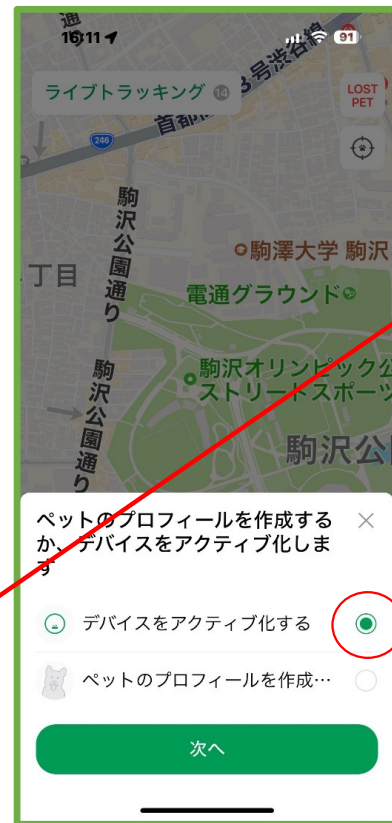 通
16:11
91
ライブトラッキング 14
3号渋谷線
首都
LOST
PET
246
駒沢公園通り
駒澤大学 駒沢
丁目
電通グラウンド
駒沢オリンピック公
ストリートスポーツ
駒沢公園通り
駒沢公
ペットのプロフィールを作成する
か、デバイスをアクティブ化しま
す
デバイスをアクティブ化する
ペットのプロフィールを作成…
次へ